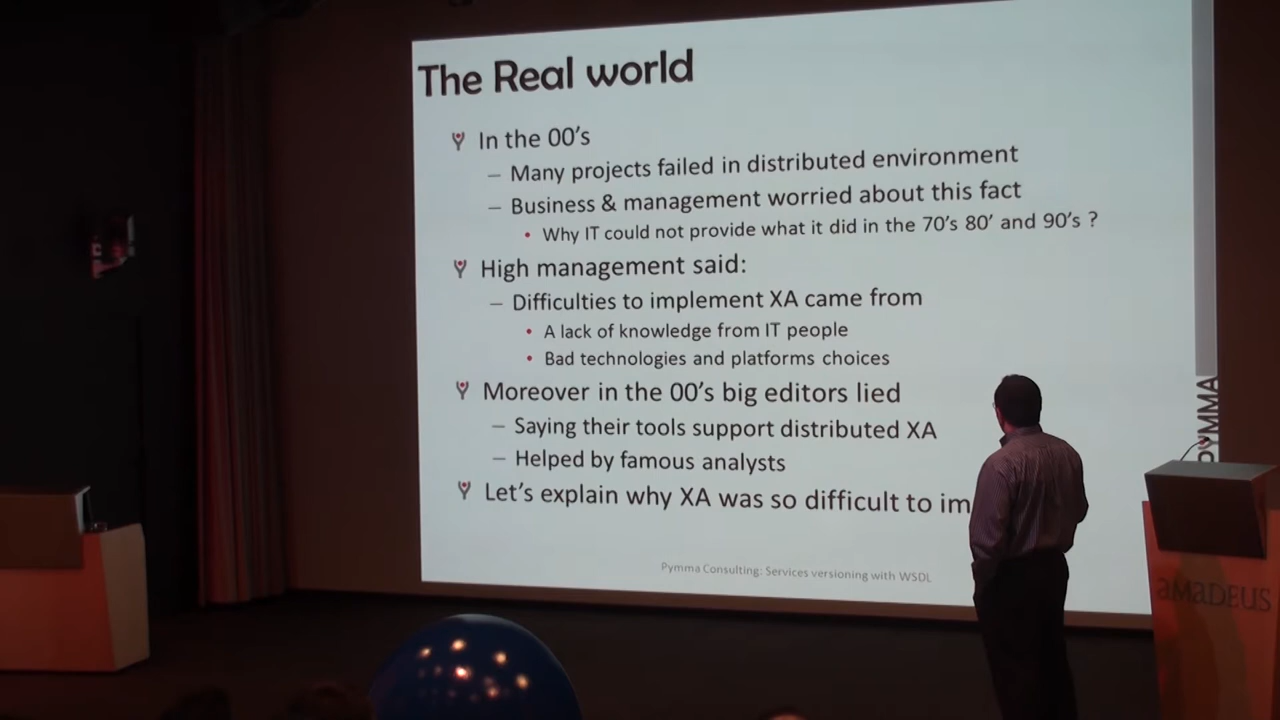 The Real world
In the 00's
– Many projects failed in distributed environment
– Business & management worried about this fact
• Why IT could not provide what it did in the 70's 80' and 90's ?
High management said:
– Difficulties to implement XA came from
• A lack of knowledge from IT people
• Bad technologies and platforms choices
Moreover in the 00's big editors lied
– Saying their tools support distributed XA
– Helped by famous analysts
Let's explain why XA was so difficult to im
Pymma Consulting: Services versioning with WSDL
PYMMA
aMaDEUS